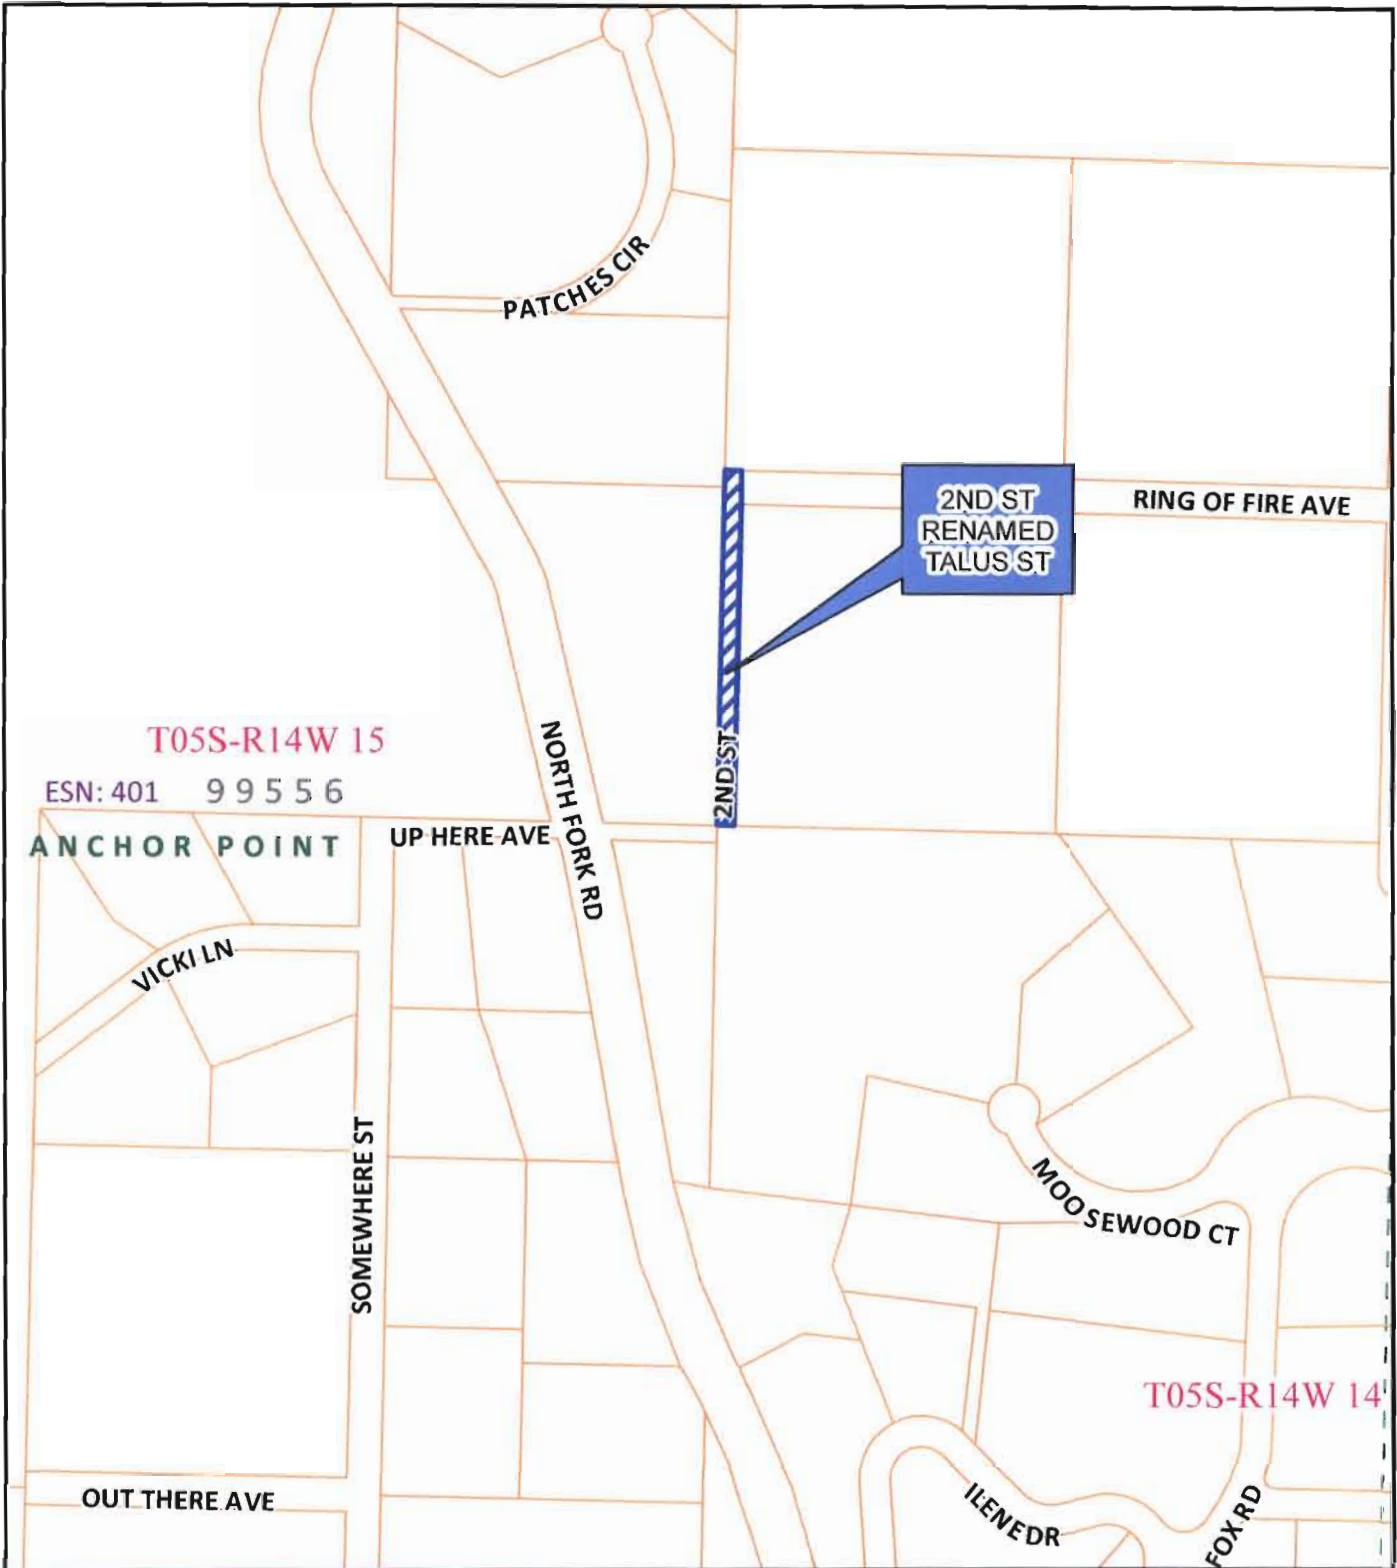 PATCHES CIR
2ND ST
RENAMED
TALUS ST
RING OF FIRE AVE
T05S-R14W 15
NORTH FORK RD
2ND ST
ESN: 401 99556
ANCHOR POINT
UP HERE AVE
VICKI LN
SOMEWHERE ST
MOOSEWOOD CT
T05S-R14W 14
OUT THERE AVE
ILENE DR
FOX RD